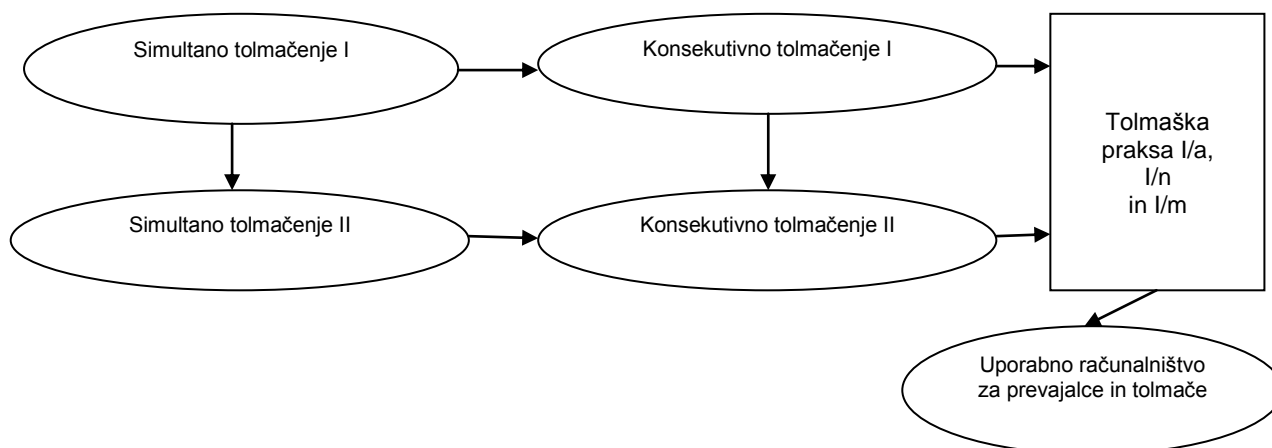 Simultano tolmačenje I
Konsekutivno tolmačenje I
Tolmaška
praksa I/a,
I/n
in I/m
Simultano tolmačenje II
Konsekutivno tolmačenje II
Uporabno računalništvo
za prevajalce in tolmače